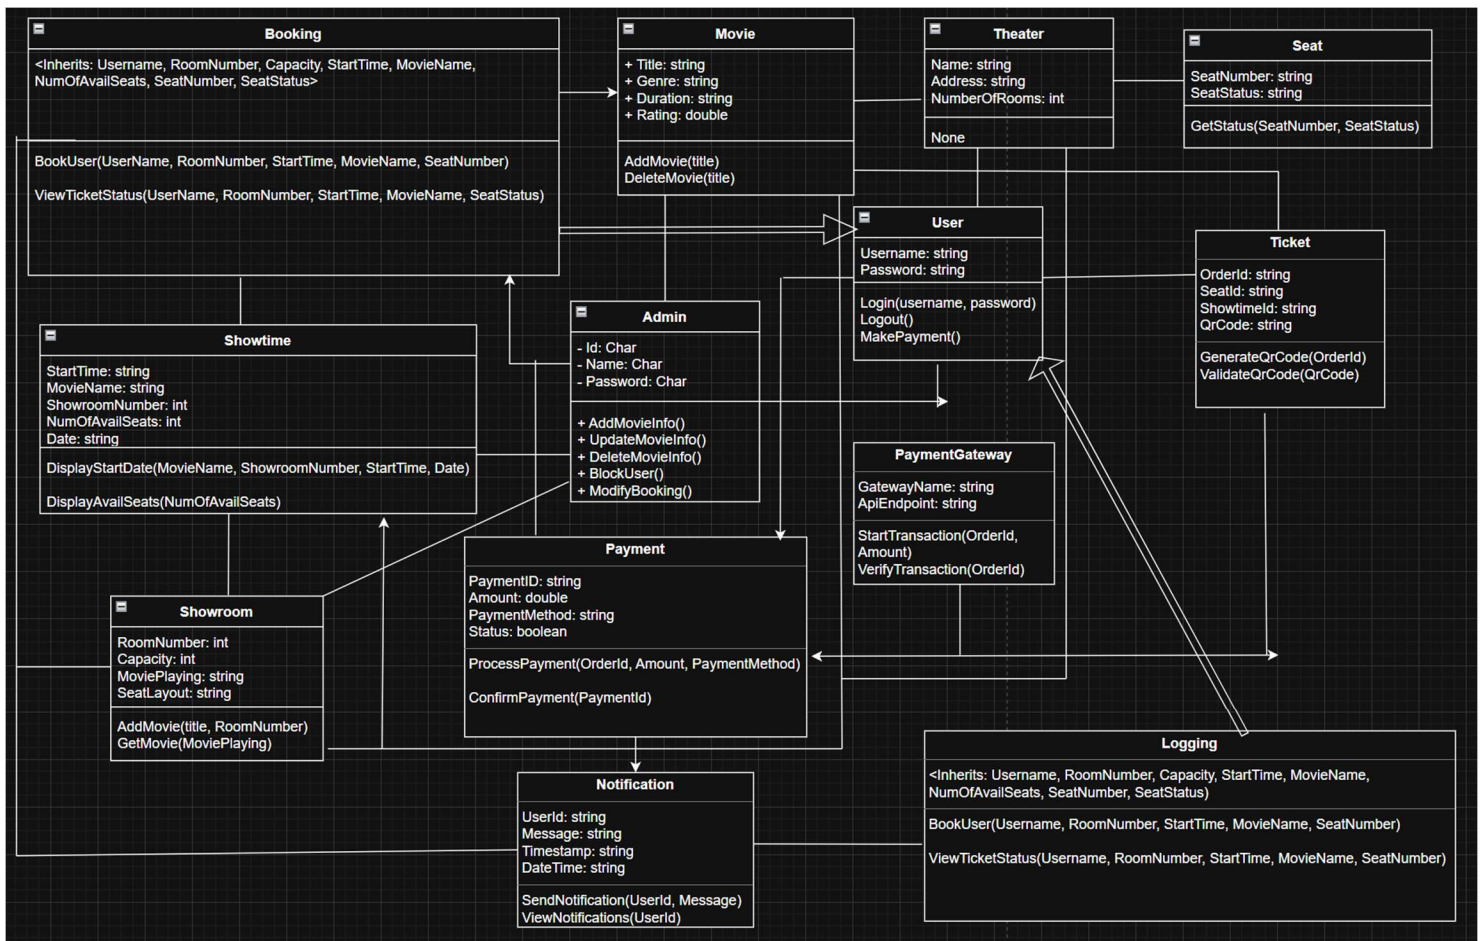 Booking
<Inherits: Username, RoomNumber, Capacity, StartTime, MovieName,
NumOfAvailSeats, SeatNumber, SeatStatus>
BookUser(UserName, RoomNumber, StartTime, MovieName, SeatNumber)
ViewTicketStatus(UserName, RoomNumber, StartTime, MovieName, SeatStatus)
Movie
+ Title: string
+ Genre: string
+ Duration: string
+ Rating: double
AddMovie(title)
DeleteMovie(title)
Theater
Name: string
Address: string
NumberOfRooms: int
None
Seat
SeatNumber: string
SeatStatus: string
GetStatus(SeatNumber, SeatStatus)
User
Username: string
Password: string
Login(username, password)
Logout()
MakePayment()
Ticket
OrderId: string
SeatId: string
ShowtimeId: string
QrCode: string
GenerateQrCode(OrderId)
ValidateQrCode(QrCode)
Showtime
StartTime: string
MovieName: string
ShowroomNumber: int
NumOfAvailSeats: int
Date: string
DisplayStartDate(MovieName, ShowroomNumber, StartTime, Date)
DisplayAvailSeats(NumOfAvailSeats)
Admin
- Id: Char
- Name: Char
- Password: Char
+ AddMovieInfo()
+ UpdateMovieInfo()
+ DeleteMovieInfo()
+ BlockUser()
+ ModifyBooking()
PaymentGateway
GatewayName: string
ApiEndpoint: string
StartTransaction(OrderId,
Amount)
VerifyTransaction(OrderId)
Payment
PaymentID: string
Amount: double
PaymentMethod: string
Status: boolean
ProcessPayment(OrderId, Amount, PaymentMethod)
ConfirmPayment(PaymentId)
Showroom
RoomNumber: int
Capacity: int
MoviePlaying: string
SeatLayout: string
AddMovie(title, RoomNumber)
GetMovie(MoviePlaying)
Notification
UserId: string
Message: string
Timestamp: string
DateTime: string
SendNotification(UserId, Message)
ViewNotifications(UserId)
Logging
<Inherits: Username, RoomNumber, Capacity, StartTime, MovieName,
NumOfAvailSeats, SeatNumber, SeatStatus)
BookUser(Username, RoomNumber, StartTime, MovieName, SeatNumber)
ViewTicketStatus(Username, RoomNumber, StartTime, MovieName, SeatNumber)